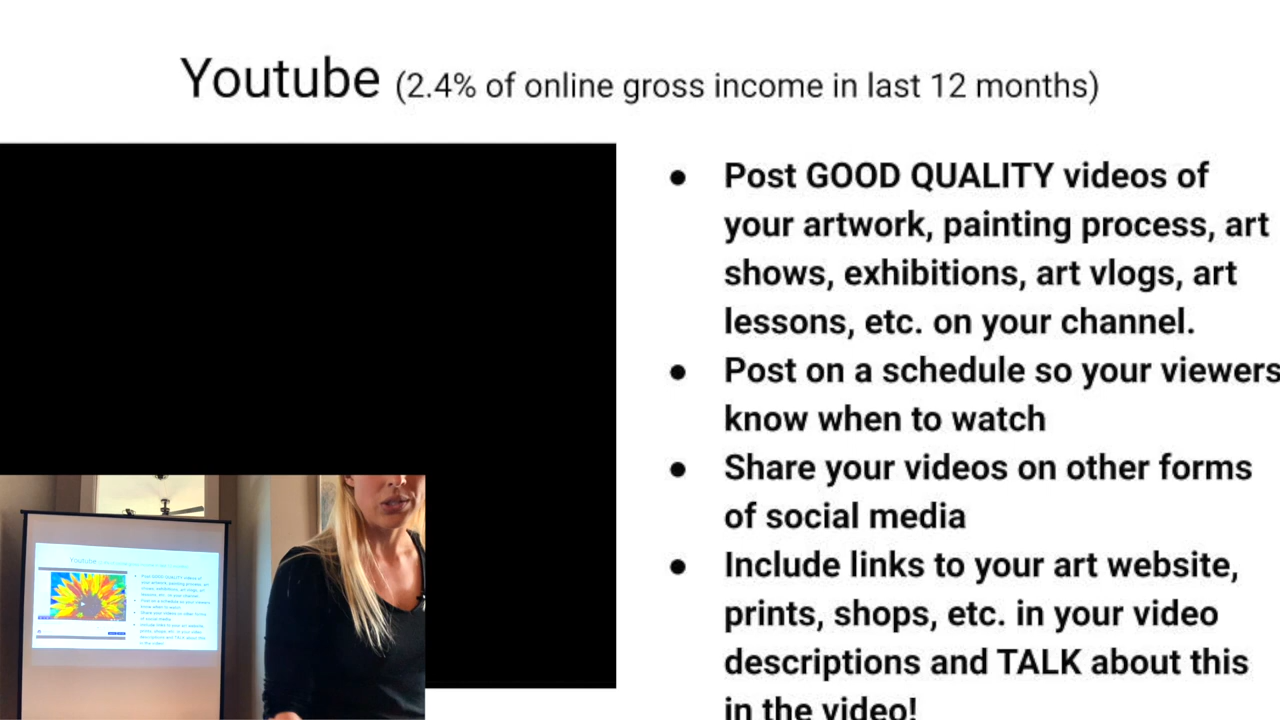 Youtube (2.4% of online gross income in last 12 months)
● Post GOOD QUALITY videos of
your artwork, painting process, art
shows, exhibitions, art vlogs, art
lessons, etc. on your channel.
● Post on a schedule so your viewers
know when to watch
● Share your videos on other forms
of social media
● Include links to your art website,
prints, shops, etc. in your video
descriptions and TALK about this
in the video!
Youtube